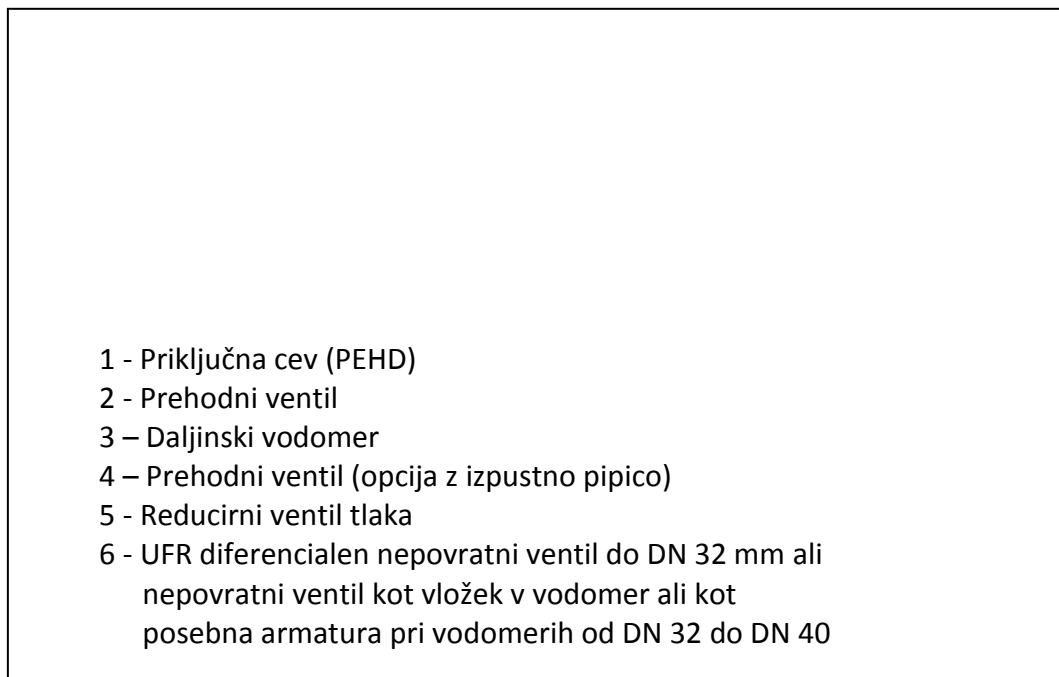 1 - Priključna cev (PEHD)
2 - Prehodni ventil
3 – Daljinski vodomer
4 – Prehodni ventil (opcija z izpustno pipico)
5 - Reducirni ventil tlaka
6 - UFR diferencialen nepovratni ventil do DN 32 mm ali
nepovratni ventil kot vložek v vodomer ali kot
posebna armatura pri vodomerih od DN 32 do DN 40